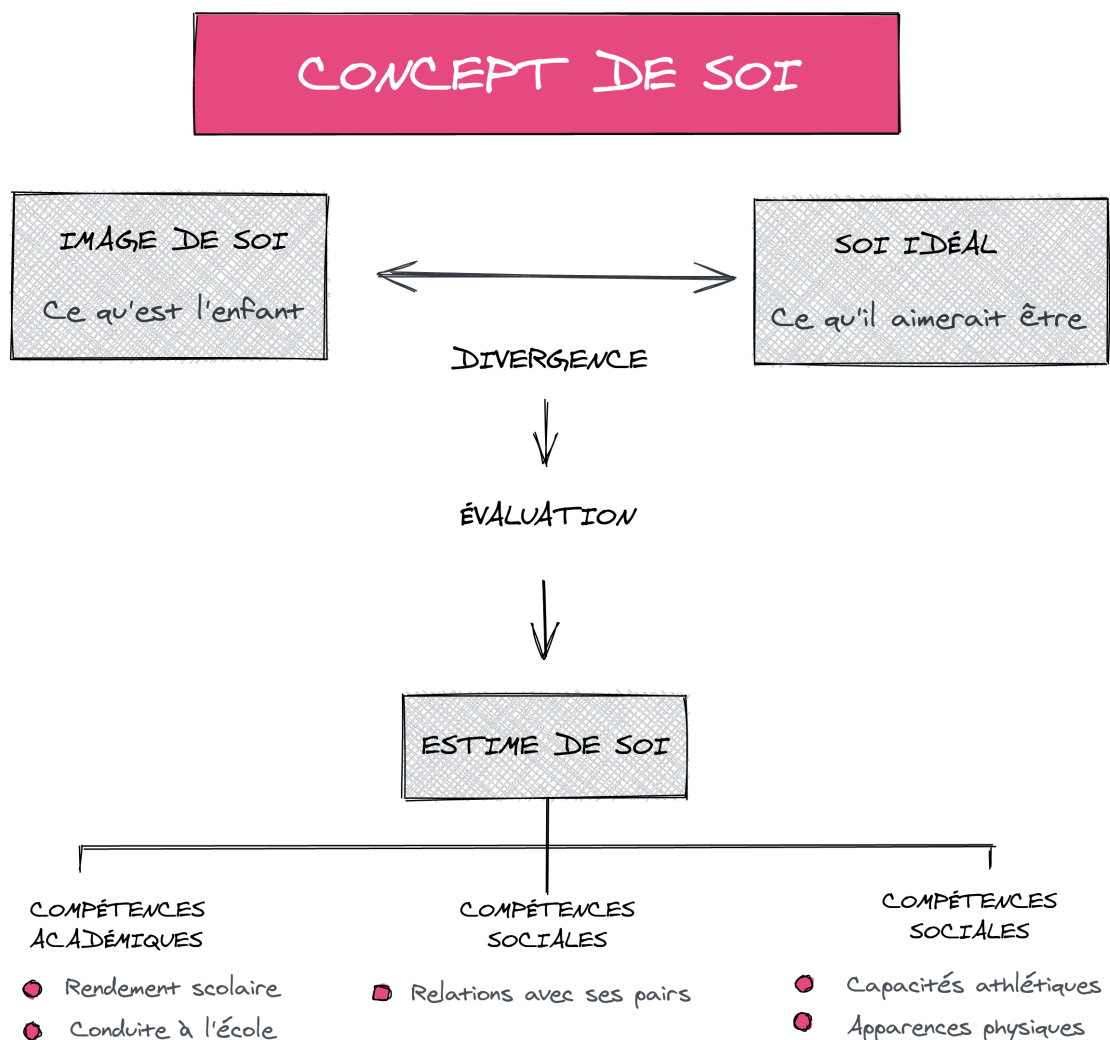 CONCEPT DE SOI
IMAGE DE SOI
Ce qu'est l'enfant
SOI IDÉAL
Ce qu'il aimerait être
DIVERGENCE
ÉVALUATION
ESTIME DE SOI
COMPÉTENCES
ACADÉMIQUES
Rendement scolaire
Conduite à l'école
COMPÉTENCES
SOCIALES
Relations avec ses pairs
COMPÉTENCES
SOCIALES
Capacités athlétiques
Apparences physiques